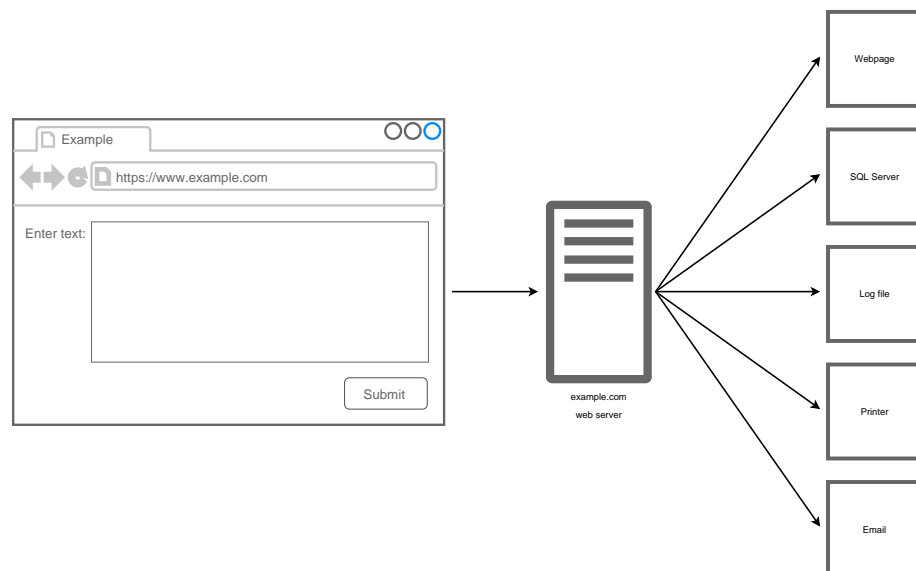 Example
https://www.example.com
Enter text:
Submit
example.com
web server
Webpage
SQL Server
Log file
Printer
Email